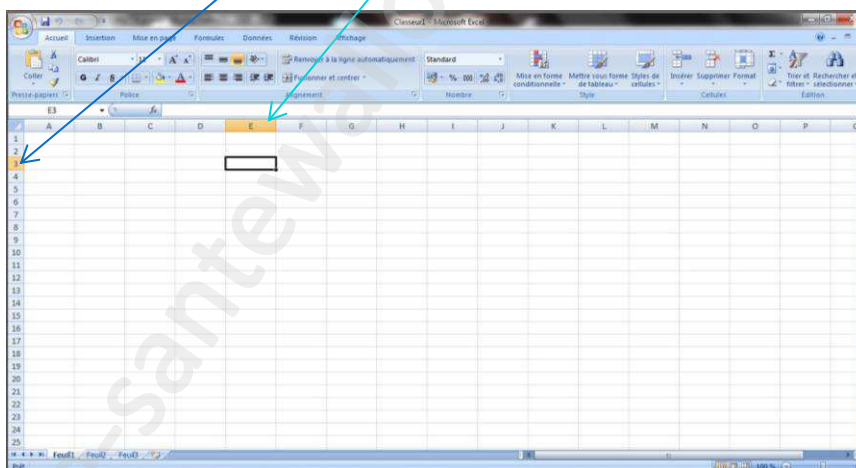 Classeur1 - Microsoft Excel
Accueil Insertion Mise en page Formules Données Révision Affichage
Calibri 11 A A Renvoyer à la ligne automatiquement Standard
Coller G I S A Fusionner et centrer % 000
Mise en forme conditionnelle Mettre sous forme de tableau Styles de cellules Insérer Supprimer Format Σ Trier et filtrer Rechercher et sélectionner
Presse-papiers Police Alignement Nombre Style Cellules Édition
E3 fx
A B C D E F G H I J K L M N O P
1
2
3
4
5
6
7
8
9
10
11
12
13
14
15
16
17
18
19
20
21
22
23
24
25
Feuil1 Feuil2 Feuil3
Prêt 100 %
-santewano